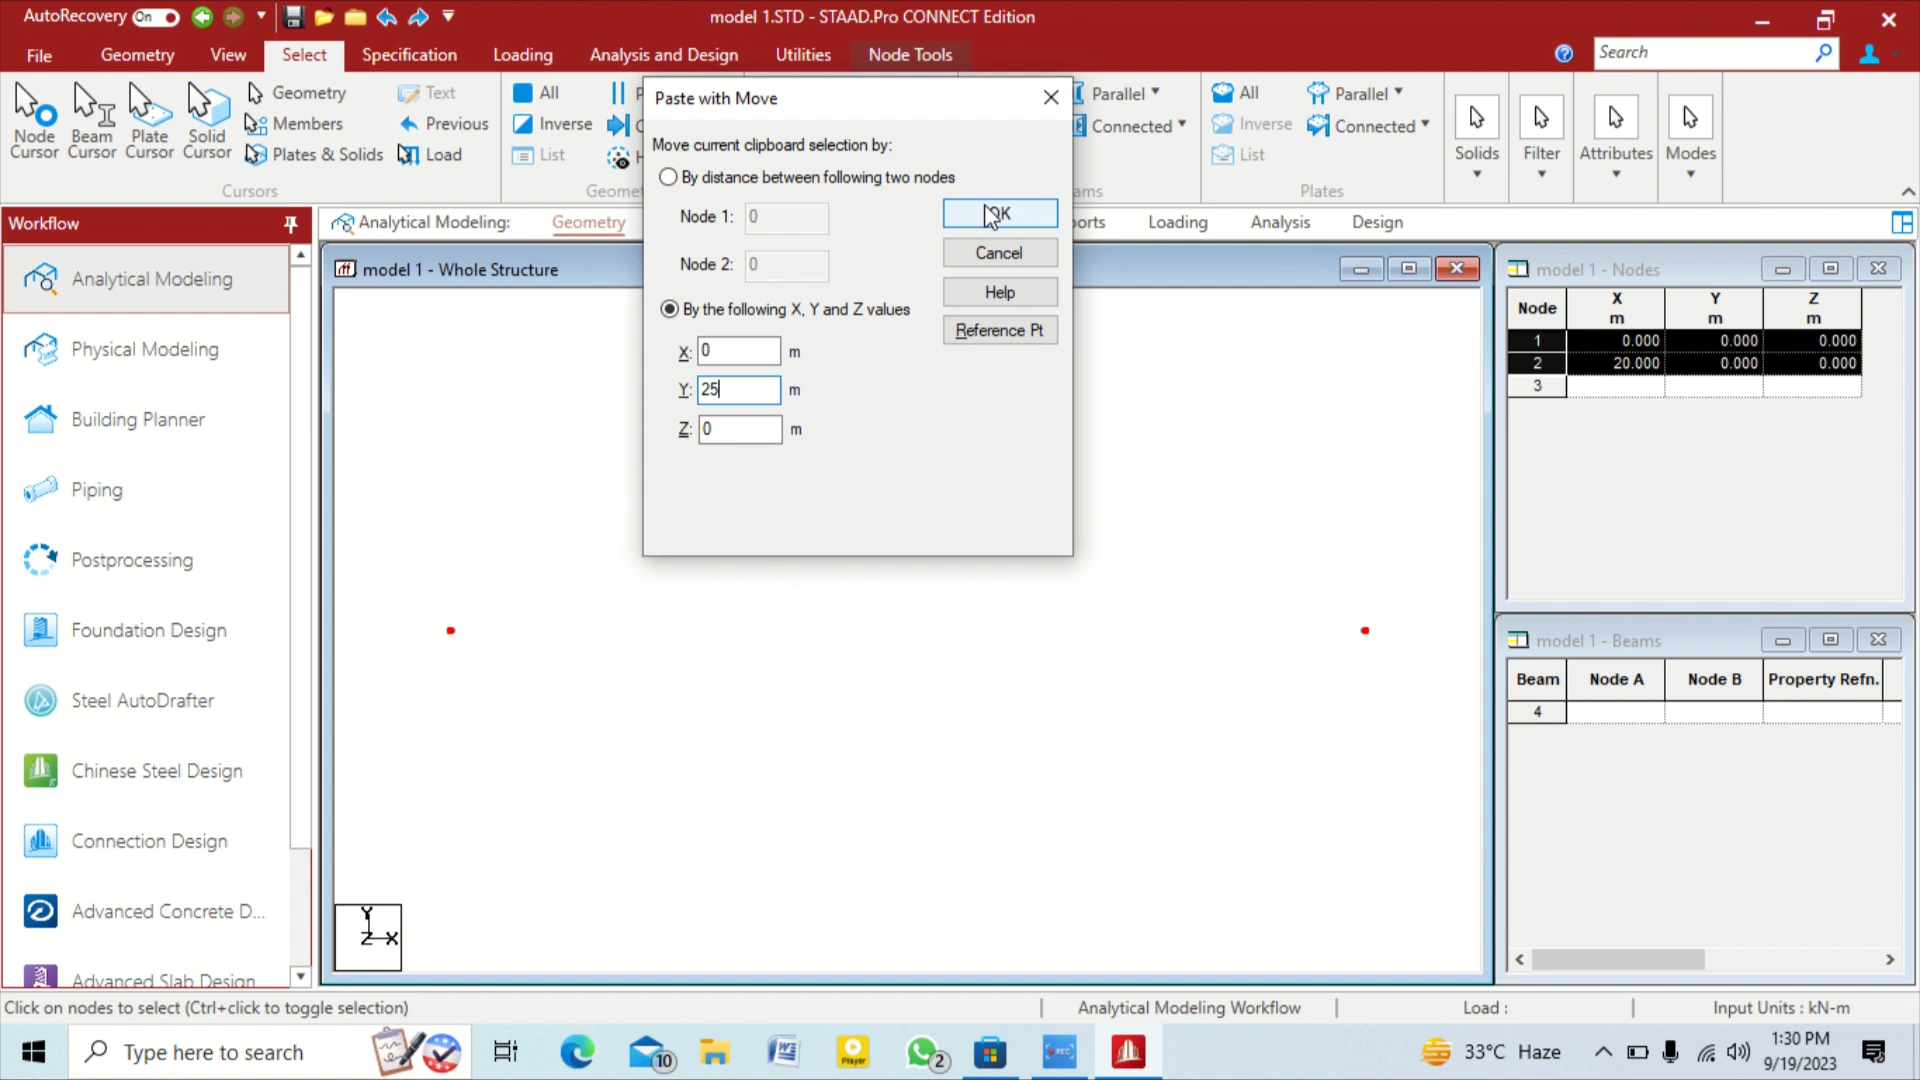 AutoRecovery On
model 1.STD - STAAD.Pro CONNECT Edition
File Geometry View Select Specification Loading Analysis and Design Utilities Node Tools
Search
Node Cursor
Beam Cursor
Plate Cursor
Solid Cursor
Geometry
Members
Plates & Solids
Text
Previous
Load
Cursors
All
Inverse
List
Parallel
Connected
All
Inverse
List
Parallel
Connected
Plates
Solids
Filter
Attributes
Modes
Workflow
Analytical Modeling
Physical Modeling
Building Planner
Piping
Postprocessing
Foundation Design
Steel AutoDrafter
Chinese Steel Design
Connection Design
Advanced Concrete D...
Advanced Slab Design
Analytical Modeling: Geometry Loading Analysis Design
model 1 - Whole Structure
Paste with Move
Move current clipboard selection by:
By distance between following two nodes
Node 1: 0
Node 2: 0
By the following X, Y and Z values
X: 0 m
Y: 25 m
Z: 0 m
OK
Cancel
Help
Reference Pt
Y
Z X
model 1 - Nodes
Node X m Y m Z m
1 0.000 0.000 0.000
2 20.000 0.000 0.000
3
model 1 - Beams
Beam Node A Node B Property Refn.
4
Click on nodes to select (Ctrl+click to toggle selection)
Analytical Modeling Workflow
Load :
Input Units : kN-m
Type here to search
10
Player
2
REC
33°C Haze
1:30 PM
9/19/2023